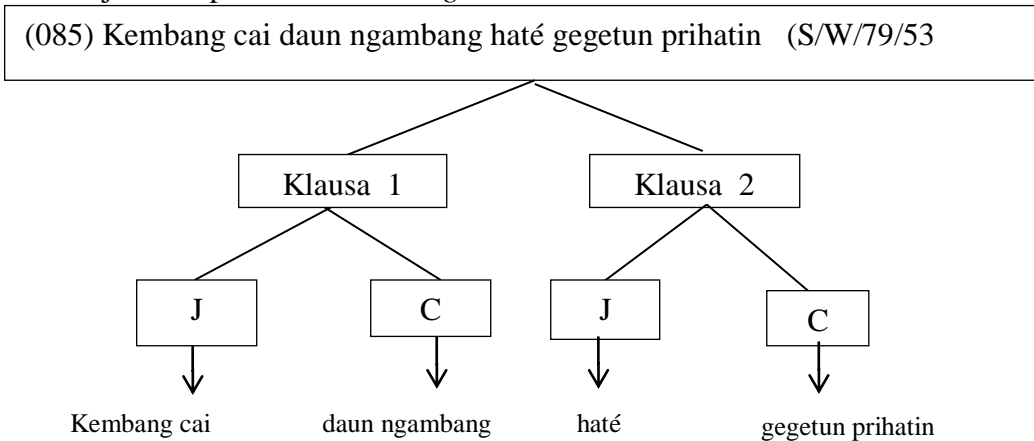 (085) Kembang cai daun ngambang haté gegetun prihatin (S/W/79/53
Klausa 1 Klausa 2
J C J C
Kembang cai daun ngambang haté gegetun prihatin